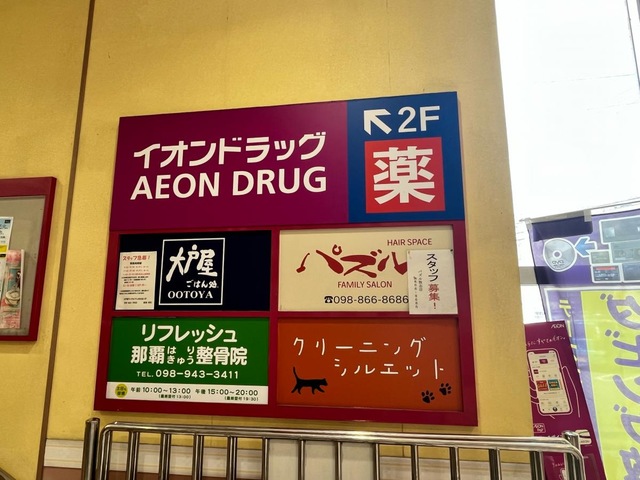 イオンドラッグ
AEON DRUG
2F
薬
スタッフ急募!
大戸屋
ごはん処
OOTOYA
HAIR SPACE
パズル
FAMILY SALON
☎098-866-8686
スタッフ募集!
リフレッシュ
那覇はりきゅう整骨院
TEL. 098-943-3411
午前 10:00〜13:00 午後 15:00〜20:00
クリーニング
シルエット
AEON